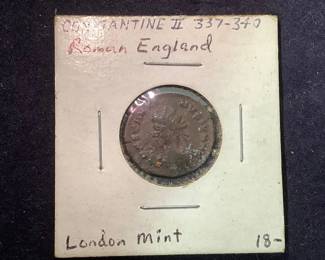 CONSTANTINE II 337-340
Roman England
London Mint 18-